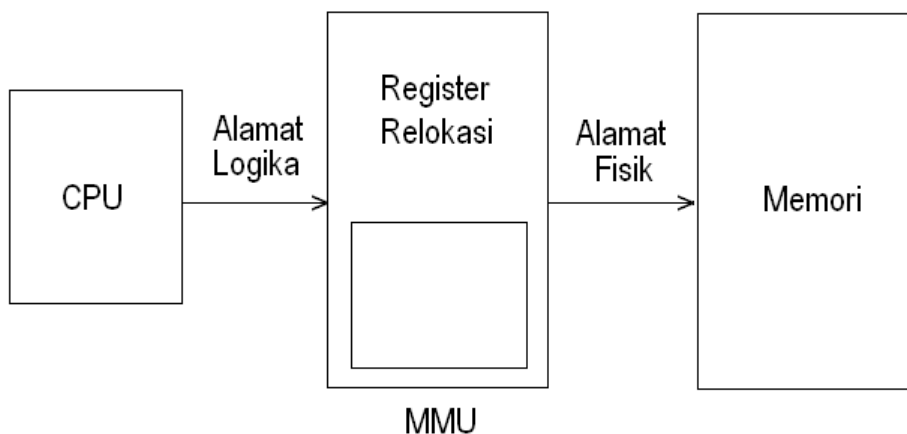 CPU
Alamat
Logika
Register
Relokasi
MMU
Alamat
Fisik
Memori